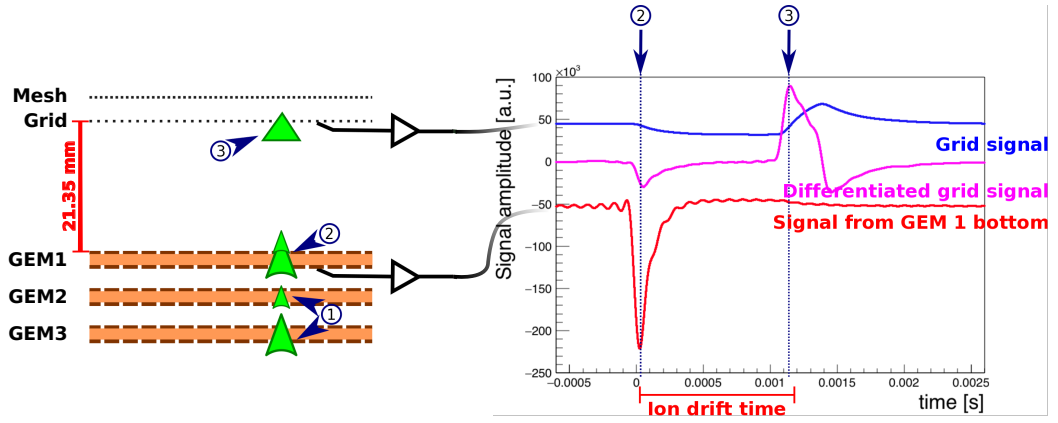 ② ③
Mesh
Grid
③
21.35 mm
②
GEM1
GEM2
①
GEM3
×10³
100
50
0
−50
−100
−150
−200
−250
Signal amplitude [a.u.]
Grid signal
Differentiated grid signal
Signal from GEM 1 bottom
−0.0005 0 0.0005 0.001 0.0015 0.002 0.0025
time [s]
Ion drift time